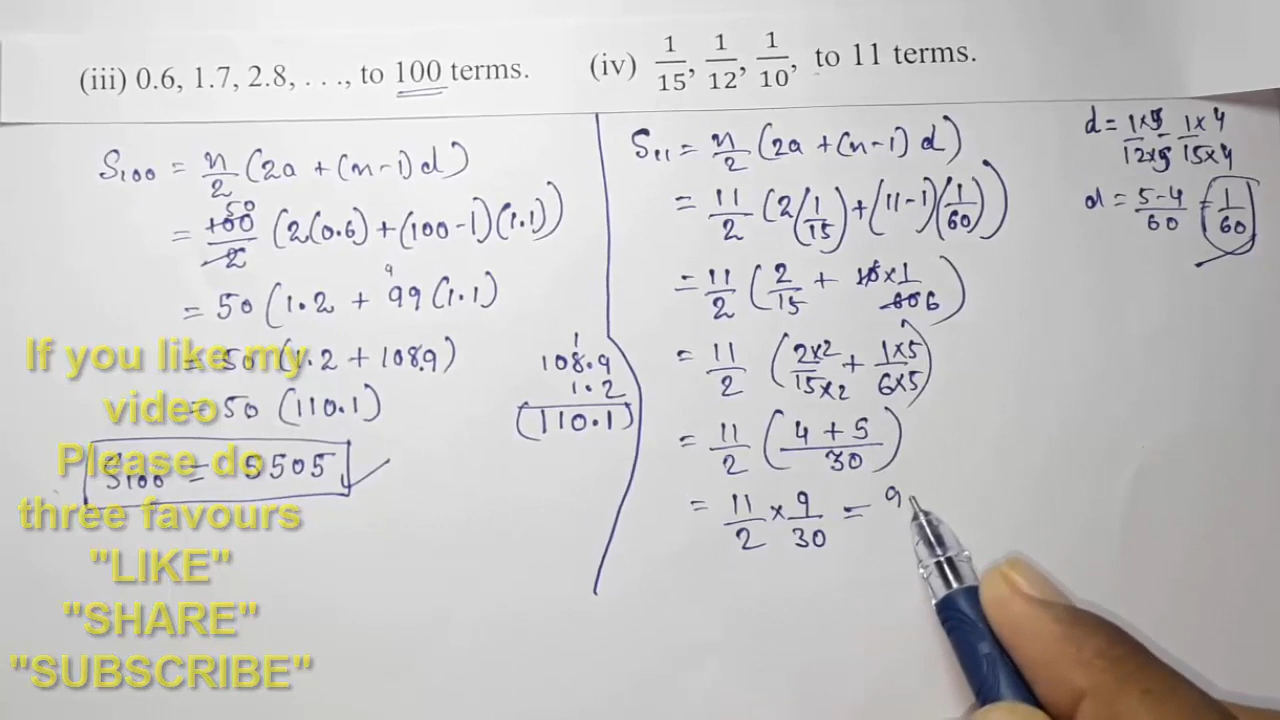 (iii) 0.6, 1.7, 2.8, . . ., to 100 terms.
(iv) 1/15, 1/12, 1/10, to 11 terms.
S₁₀₀ = n/2 (2a + (n-1) d)
= 100/2 50 (2(0.6) + (100-1)(1.1))
= 50 (1.2 + 99 (1.1)
= 50 (1.2 + 108.9)
= 50 (110.1)
S₁₀₀ = 5505
108.9
1.2
110.1
S₁₁ = n/2 (2a + (n-1) d)
= 11/2 (2(1/15) + (11-1)(1/60))
= 11/2 (2/15 + 10×1/60 6)
= 11/2 (2×2/15×2 + 1×5/6×5)
= 11/2 (4+5/30)
= 11/2 × 9/30 = 9
d = 1×5/12×5 - 1×4/15×4
d = 5-4/60 = 1/60
If you like my
video
Please do
three favours
"LIKE"
"SHARE"
"SUBSCRIBE"